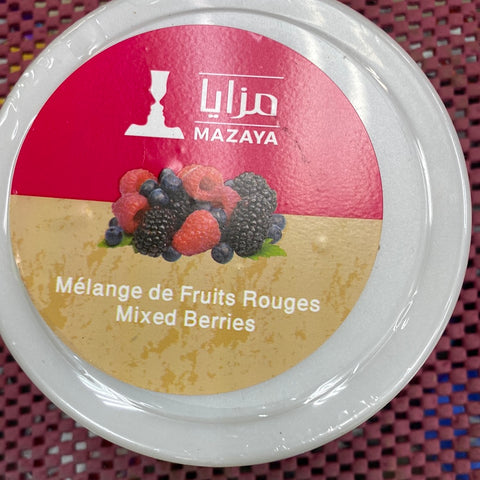 مزايا
MAZAYA
Mélange de Fruits Rouges
Mixed Berries